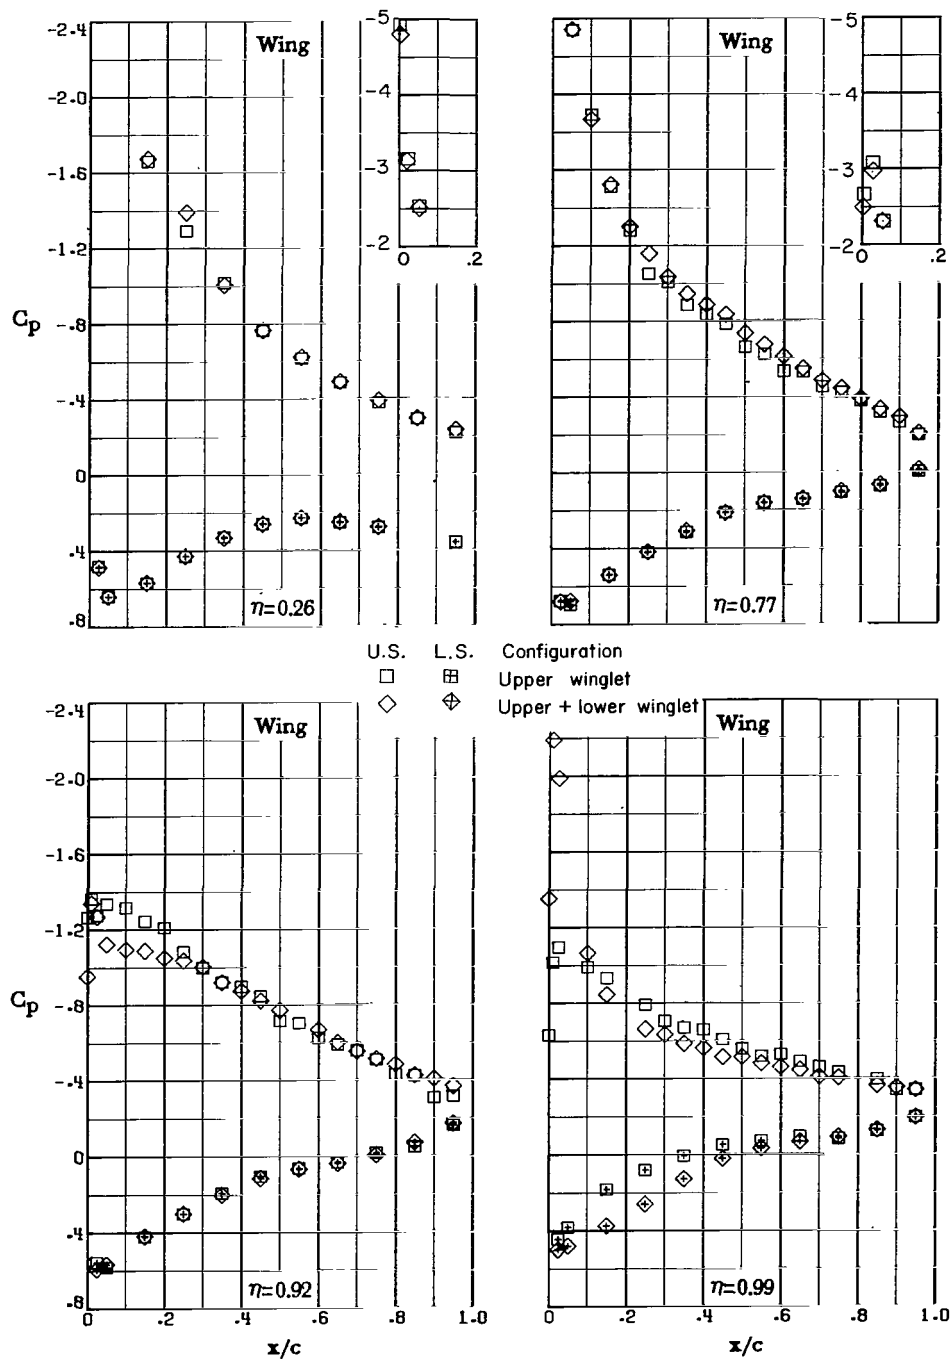 -2.4
-2.0
-1.6
-1.2
-.8
-.4
0
.4
.8
Cp
Wing
-5
-4
-3
-2
0 .2
η=0.26
Wing
-5
-4
-3
-2
0 .2
η=0.77
U.S. L.S. Configuration
Upper winglet
Upper + lower winglet
-2.4
-2.0
-1.6
-1.2
-.8
-.4
0
.4
.8
Cp
Wing
η=0.92
0 .2 .4 .6 .8 1.0
x/c
Wing
η=0.99
0 .2 .4 .6 .8 1.0
x/c